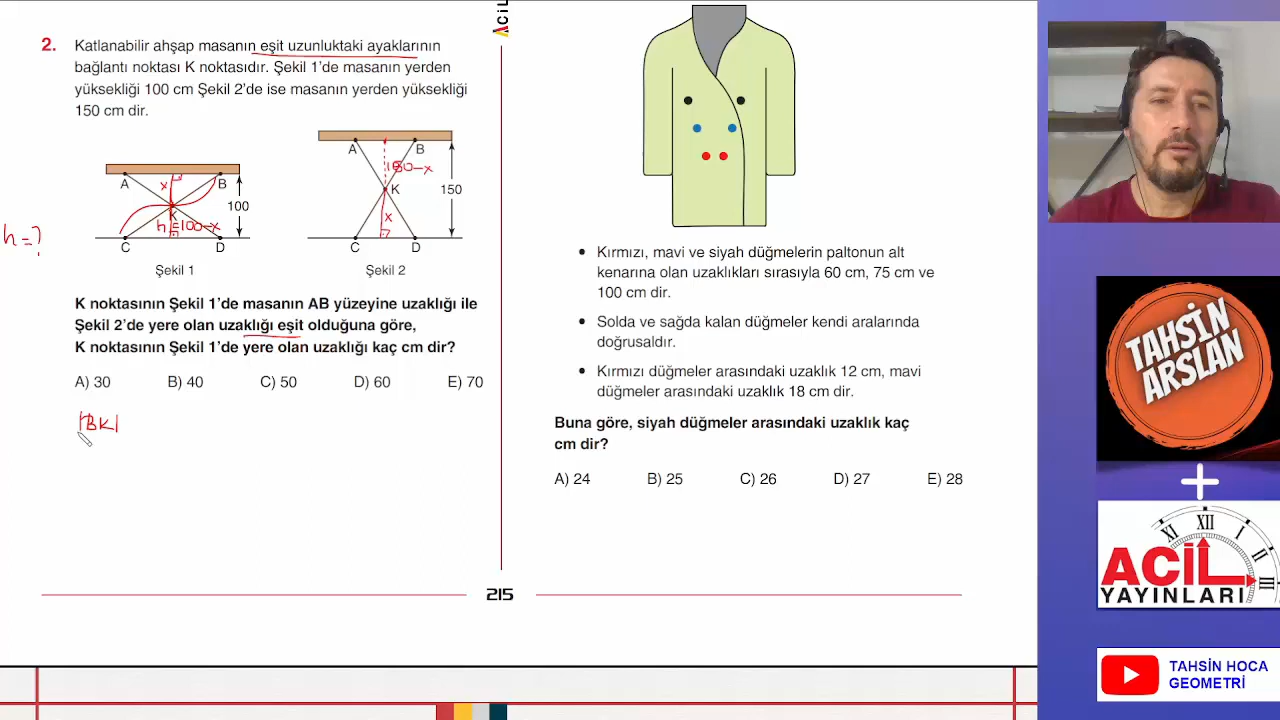 2. Katlanabilir ahşap masanın eşit uzunluktaki ayaklarının
bağlantı noktası K noktasıdır. Şekil 1'de masanın yerden
yüksekliği 100 cm Şekil 2'de ise masanın yerden yüksekliği
150 cm dir.
A B
x
K
h=100-x
100
C D
Şekil 1
A B
150-x
K
x
150
C D
Şekil 2
h=?
K noktasının Şekil 1'de masanın AB yüzeyine uzaklığı ile
Şekil 2'de yere olan uzaklığı eşit olduğuna göre,
K noktasının Şekil 1'de yere olan uzaklığı kaç cm dir?
A) 30 B) 40 C) 50 D) 60 E) 70
|BK|
ACİL
• Kırmızı, mavi ve siyah düğmelerin paltonun alt
kenarına olan uzaklıkları sırasıyla 60 cm, 75 cm ve
100 cm dir.
• Solda ve sağda kalan düğmeler kendi aralarında
doğrusaldır.
• Kırmızı düğmeler arasındaki uzaklık 12 cm, mavi
düğmeler arasındaki uzaklık 18 cm dir.
Buna göre, siyah düğmeler arasındaki uzaklık kaç
cm dir?
A) 24 B) 25 C) 26 D) 27 E) 28
215
TAHSİN
ARSLAN
+
XI XII I II III
ACİL
YAYINLARI
TAHSİN HOCA
GEOMETRİ